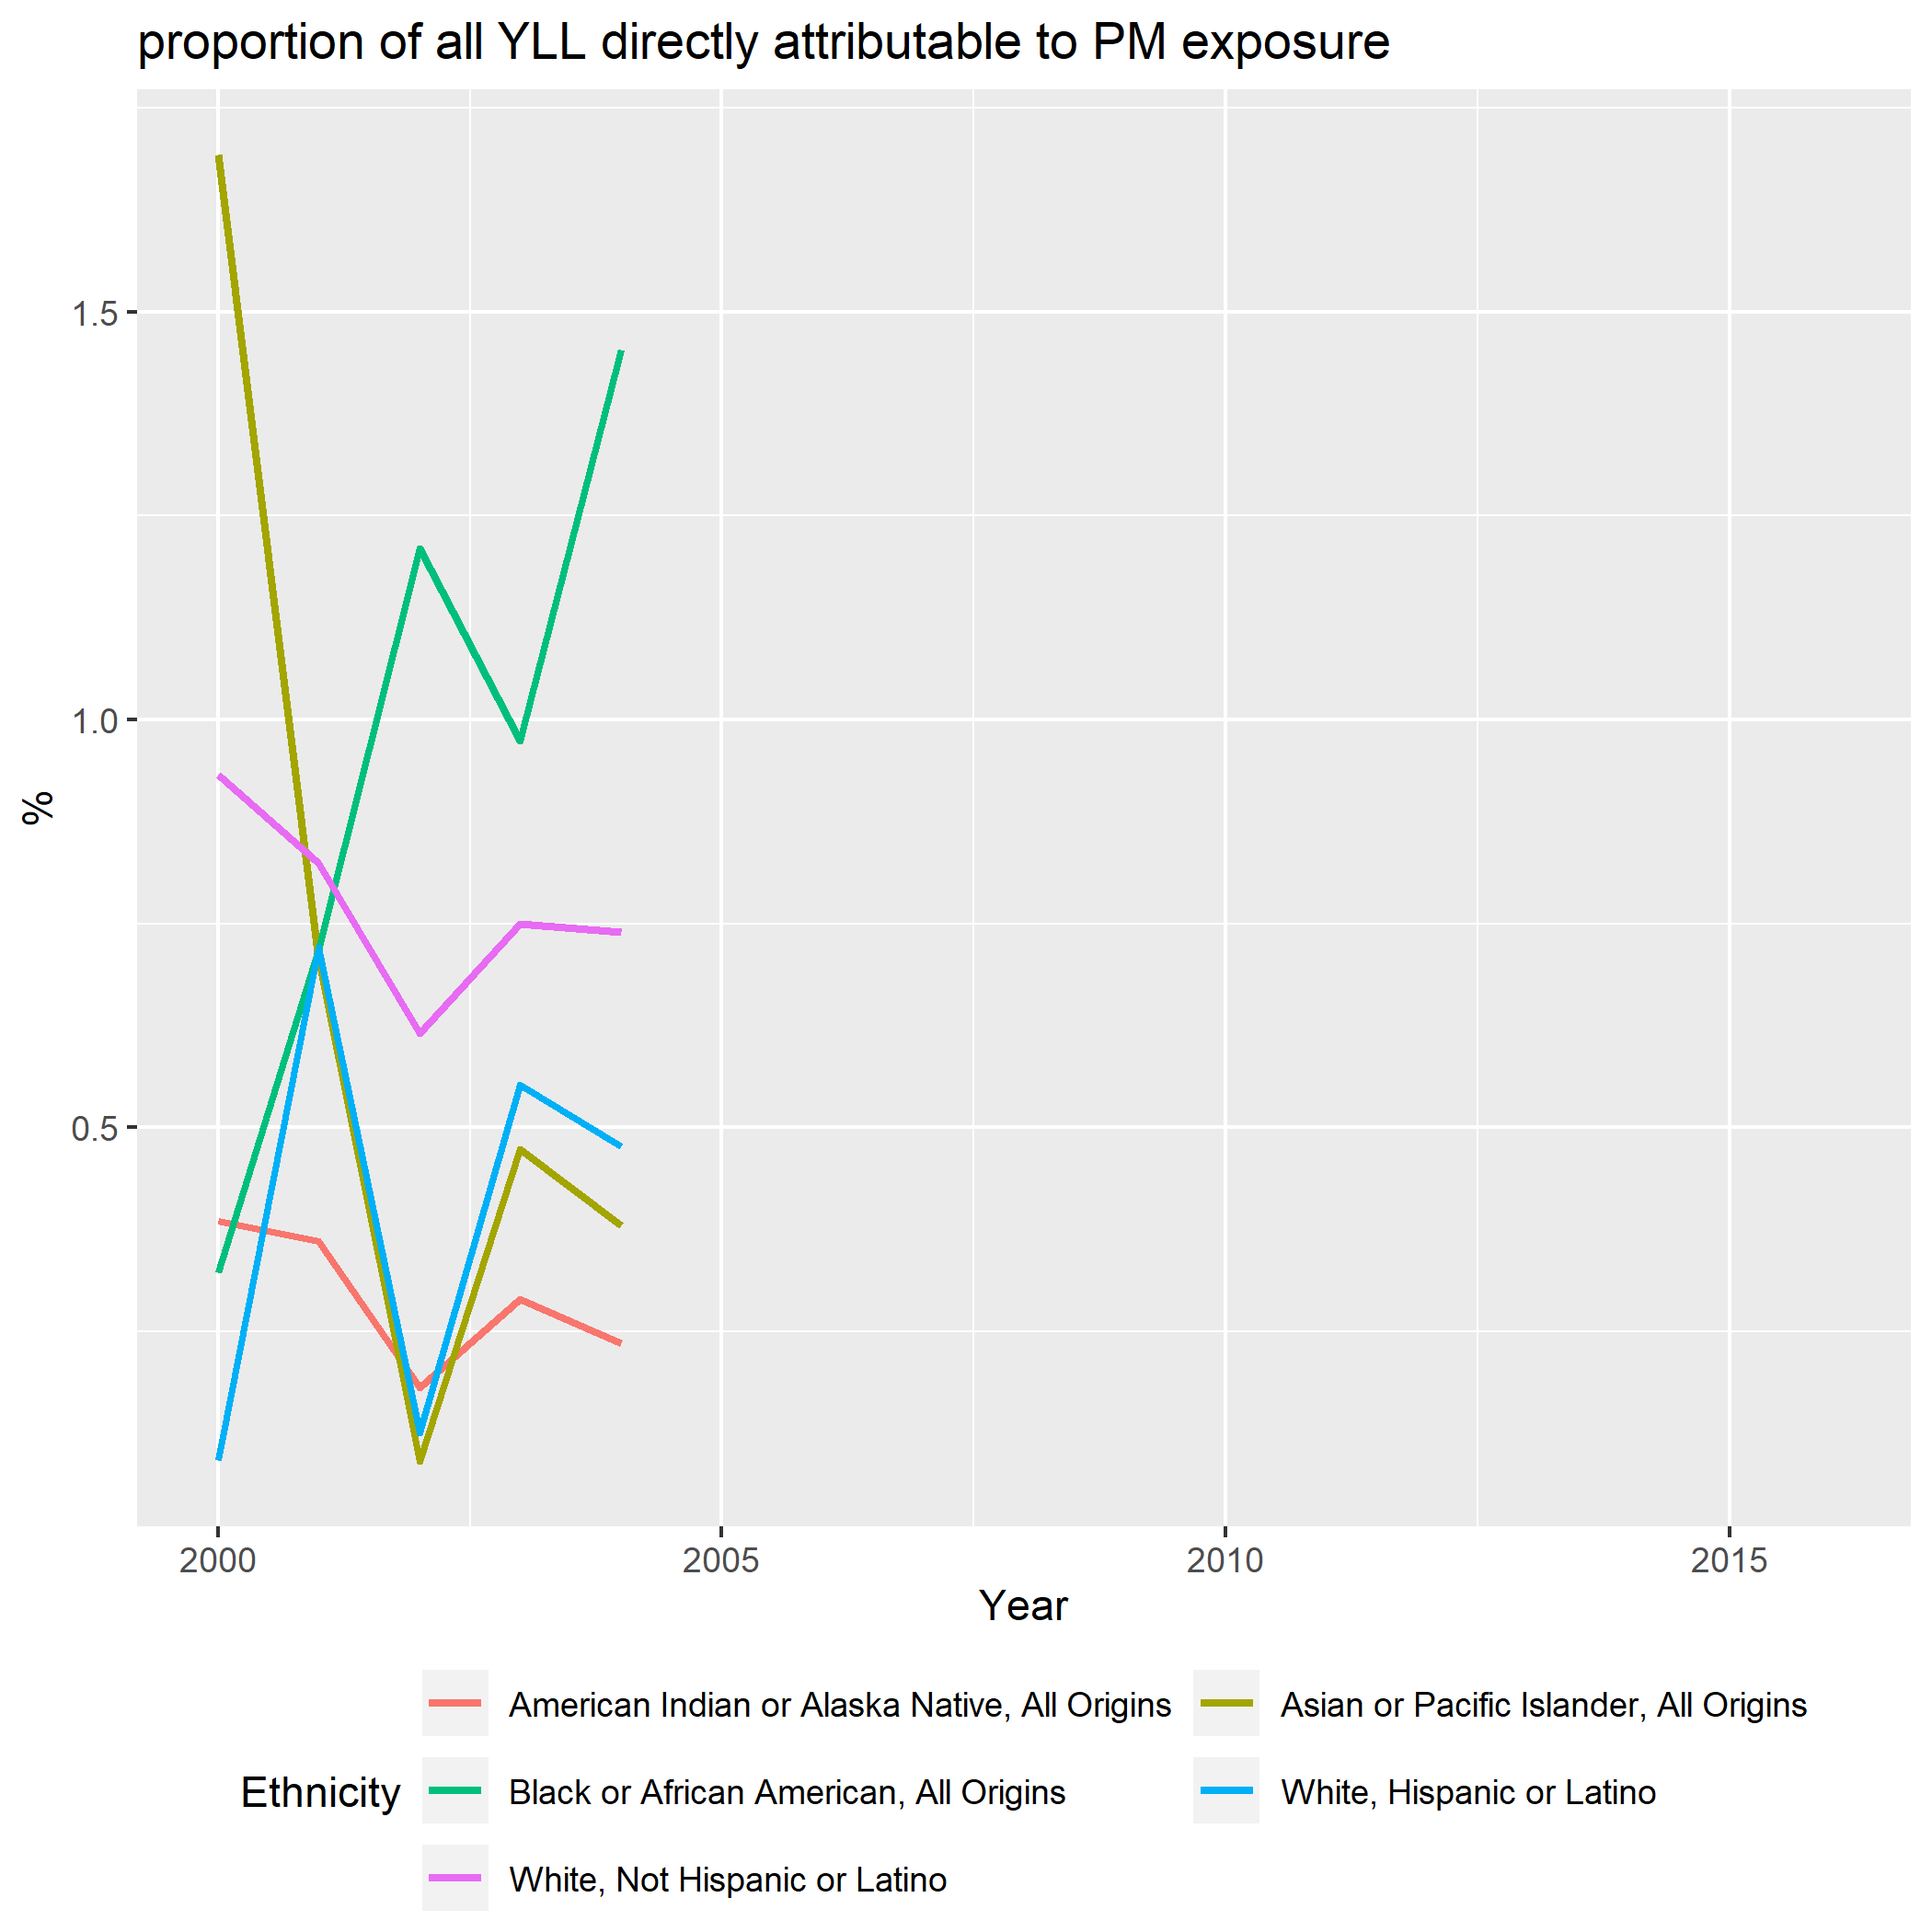 proportion of all YLL directly attributable to PM exposure
1.5
1.0
0.5
%
2000 2005 2010 2015
Year
Ethnicity
American Indian or Alaska Native, All Origins
Asian or Pacific Islander, All Origins
Black or African American, All Origins
White, Hispanic or Latino
White, Not Hispanic or Latino